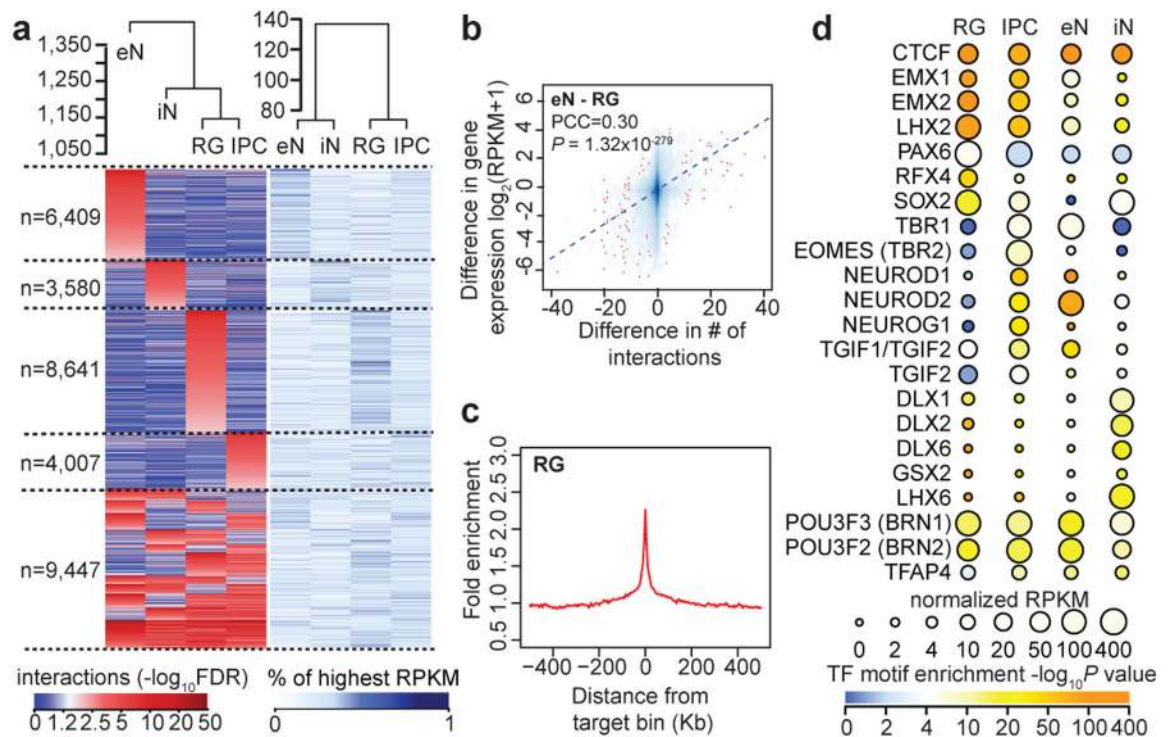 a
1,350
1,250
1,150
1,050
eN
iN
RG IPC
140
120
100
80
eN iN RG IPC
n=6,409
n=3,580
n=8,641
n=4,007
n=9,447
interactions (-log10FDR)
0 1.2 2.5 5 10 20 50
% of highest RPKM
0 1
b
eN - RG
PCC=0.30
P = 1.32x10-279
Difference in gene
expression log2(RPKM+1)
6
4
2
0
-2
-4
-6
-40 -20 0 20 40
Difference in # of
interactions
c
RG
Fold enrichment
3.0
2.5
2.0
1.5
1.0
0.5
−400 −200 0 200 400
Distance from
target bin (Kb)
d
RG IPC eN iN
CTCF
EMX1
EMX2
LHX2
PAX6
RFX4
SOX2
TBR1
EOMES (TBR2)
NEUROD1
NEUROD2
NEUROG1
TGIF1/TGIF2
TGIF2
DLX1
DLX2
DLX6
GSX2
LHX6
POU3F3 (BRN1)
POU3F2 (BRN2)
TFAP4
normalized RPKM
0 2 4 10 20 50 100 400
TF motif enrichment -log10P value
0 4 10 20 50 100 400